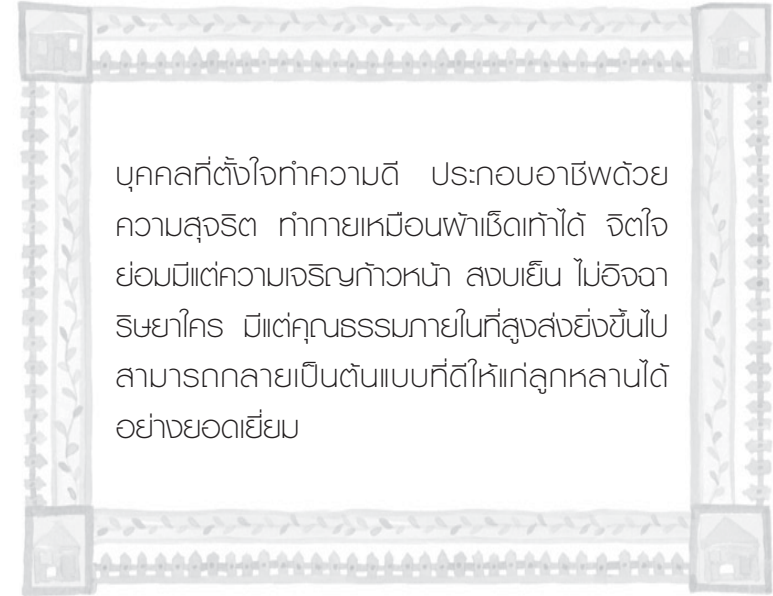 บุคคลที่ตั้งใจทำความดี ประกอบอาชีพด้วย
ความสุจริต ทำกายเหมือนผ้าเช็ดเท้าได้ จิตใจ
ย่อมมีแต่ความเจริญก้าวหน้า สงบเย็น ไม่อิจฉา
ริษยาใคร มีแต่คุณธรรมภายในที่สูงส่งยิ่งขึ้นไป
สามารถกลายเป็นต้นแบบที่ดีให้แก่ลูกหลานได้
อย่างยอดเยี่ยม